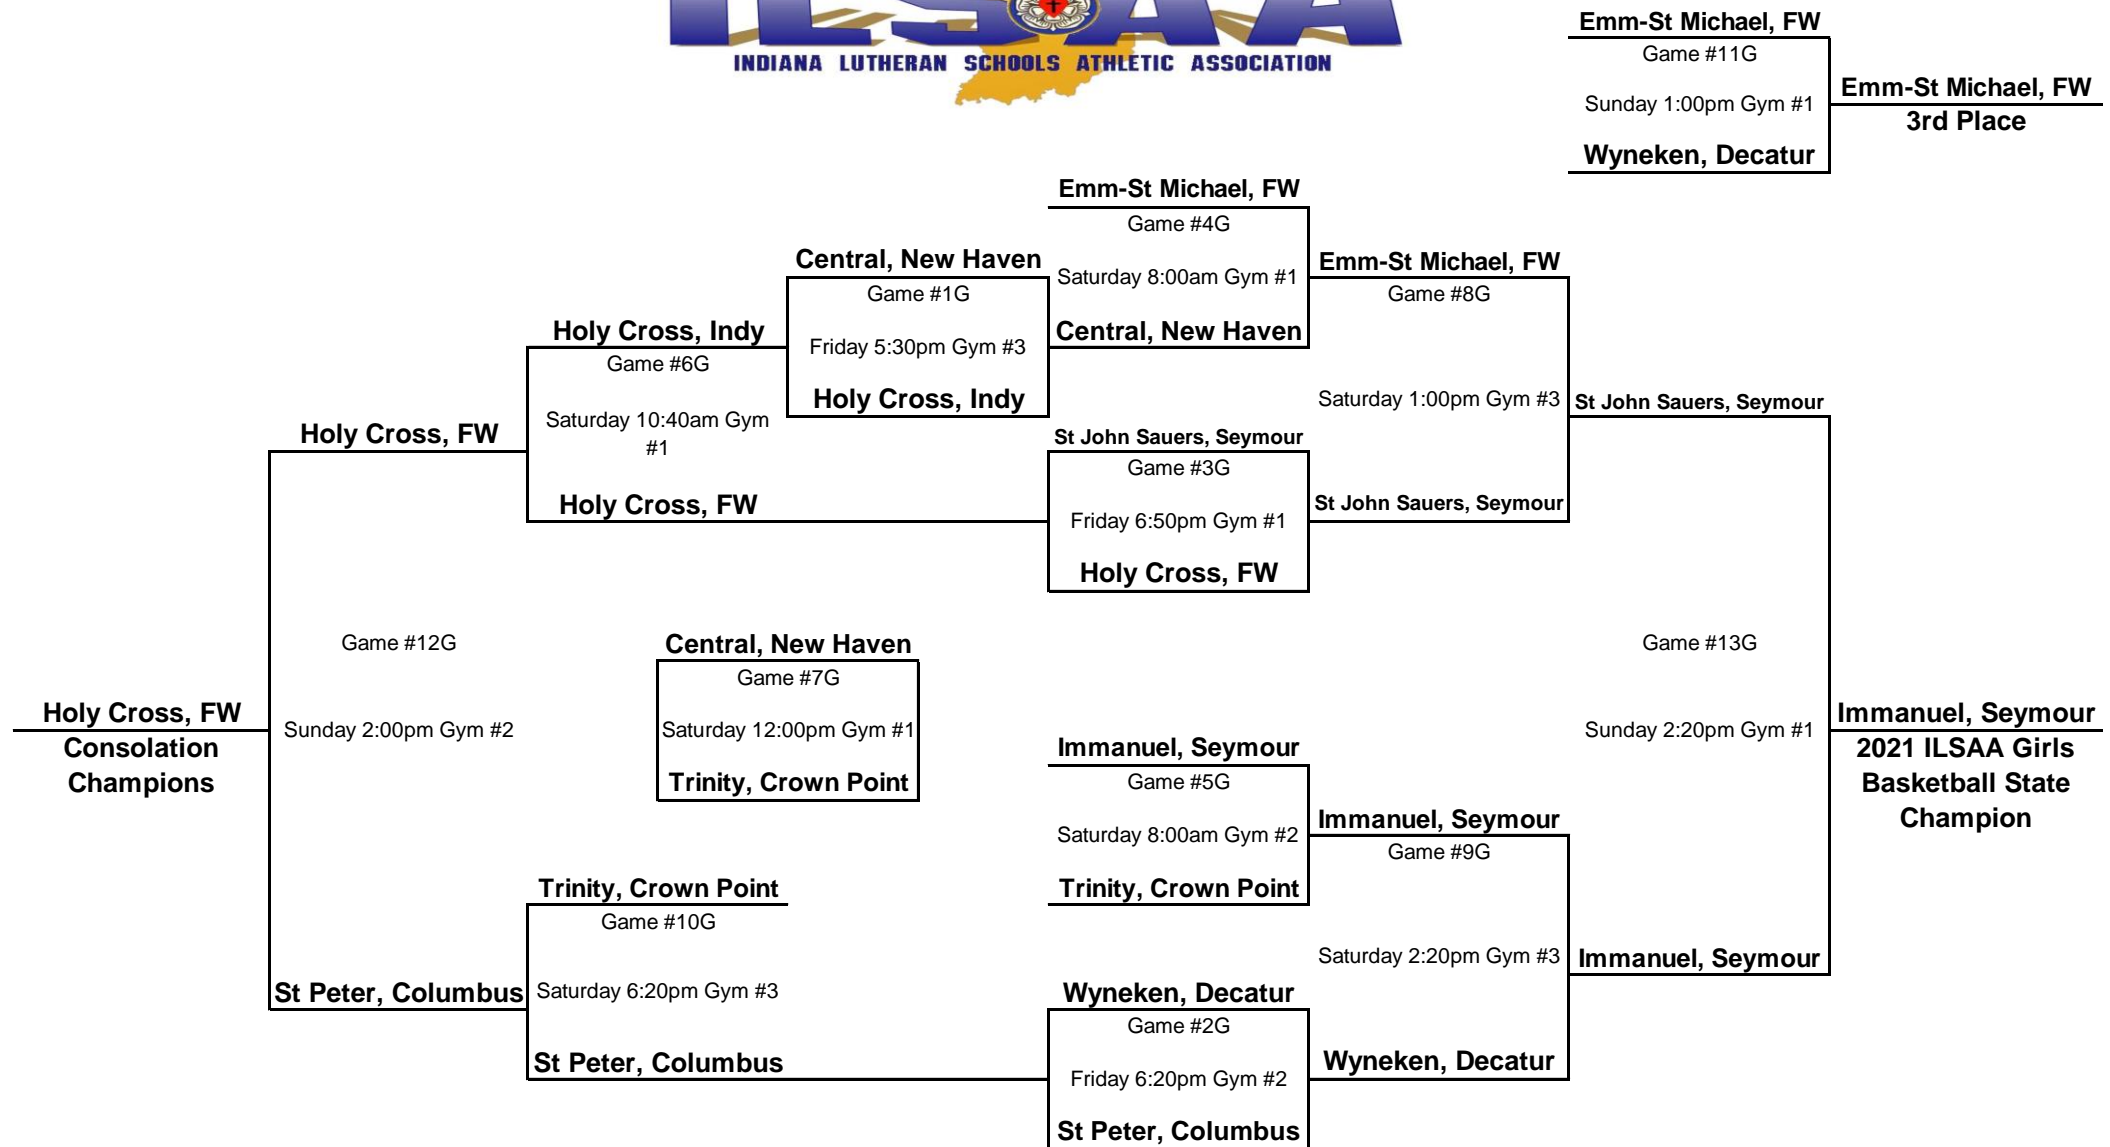 ILSAA
INDIANA LUTHERAN SCHOOLS ATHLETIC ASSOCIATION
Emm-St Michael, FW
Game #11G
Sunday 1:00pm Gym #1
Wyneken, Decatur
Emm-St Michael, FW
3rd Place
Emm-St Michael, FW
Game #4G
Saturday 8:00am Gym #1
Central, New Haven
Central, New Haven
Game #1G
Friday 5:30pm Gym #3
Holy Cross, Indy
Emm-St Michael, FW
Game #8G
Saturday 1:00pm Gym #3
St John Sauers, Seymour
Holy Cross, Indy
Game #6G
Saturday 10:40am Gym
#1
Holy Cross, FW
St John Sauers, Seymour
Game #3G
Friday 6:50pm Gym #1
Holy Cross, FW
St John Sauers, Seymour
Holy Cross, FW
Game #12G
Sunday 2:00pm Gym #2
St Peter, Columbus
Holy Cross, FW
Consolation
Champions
Central, New Haven
Game #7G
Saturday 12:00pm Gym #1
Trinity, Crown Point
Game #13G
Sunday 2:20pm Gym #1
Immanuel, Seymour
2021 ILSAA Girls
Basketball State
Champion
Immanuel, Seymour
Game #5G
Saturday 8:00am Gym #2
Trinity, Crown Point
Immanuel, Seymour
Game #9G
Saturday 2:20pm Gym #3
Wyneken, Decatur
Immanuel, Seymour
Trinity, Crown Point
Game #10G
Saturday 6:20pm Gym #3
St Peter, Columbus
Wyneken, Decatur
Game #2G
Friday 6:20pm Gym #2
St Peter, Columbus